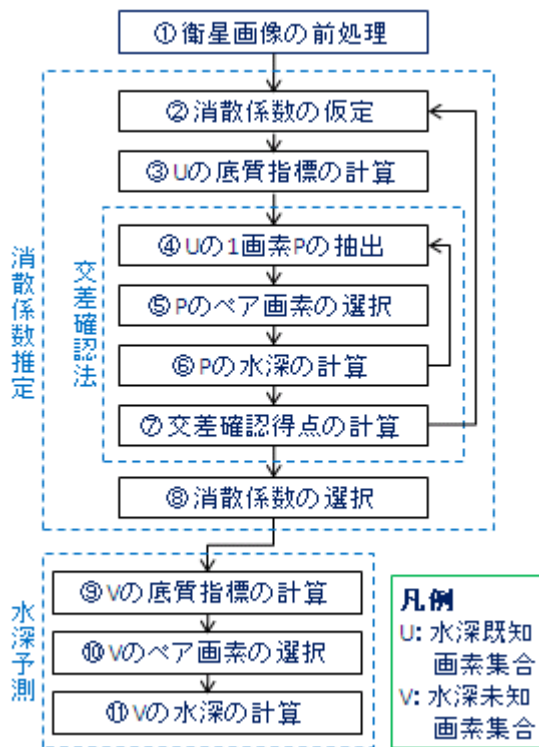 ①衛星画像の前処理
②消散係数の仮定
③Uの底質指標の計算
④Uの1画素Pの抽出
⑤Pのペア画素の選択
⑥Pの水深の計算
⑦交差確認得点の計算
⑧消散係数の選択
消散係数推定
交差確認法
⑨Vの底質指標の計算
⑩Vのペア画素の選択
⑪Vの水深の計算
水深予測
凡例
U: 水深既知
画素集合
V: 水深未知
画素集合